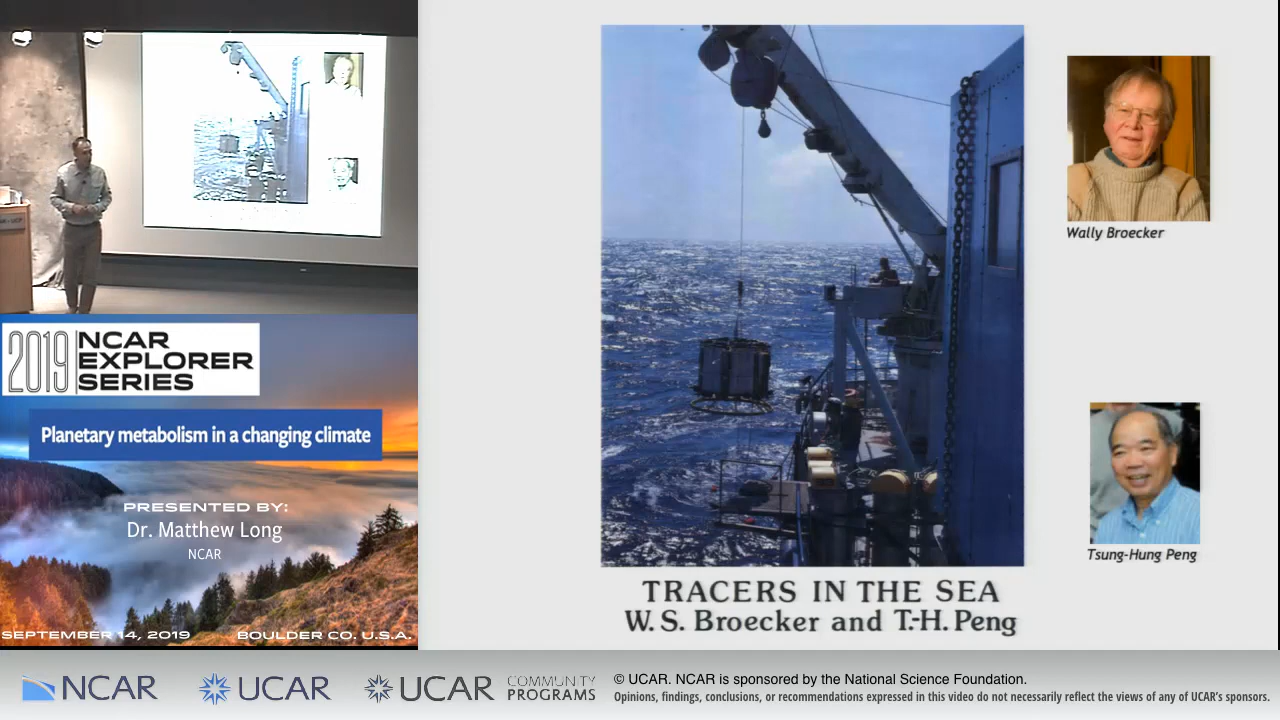 2019
NCAR
EXPLORER
SERIES
Planetary metabolism in a changing climate
PRESENTED BY:
Dr. Matthew Long
NCAR
SEPTEMBER 14, 2019
BOULDER CO. U.S.A.
Wally Broecker
Tsung-Hung Peng
TRACERS IN THE SEA
W. S. Broecker and T.-H. Peng
NCAR
UCAR
UCAR
COMMUNITY
PROGRAMS
© UCAR. NCAR is sponsored by the National Science Foundation.
Opinions, findings, conclusions, or recommendations expressed in this video do not necessarily reflect the views of any of UCAR's sponsors.